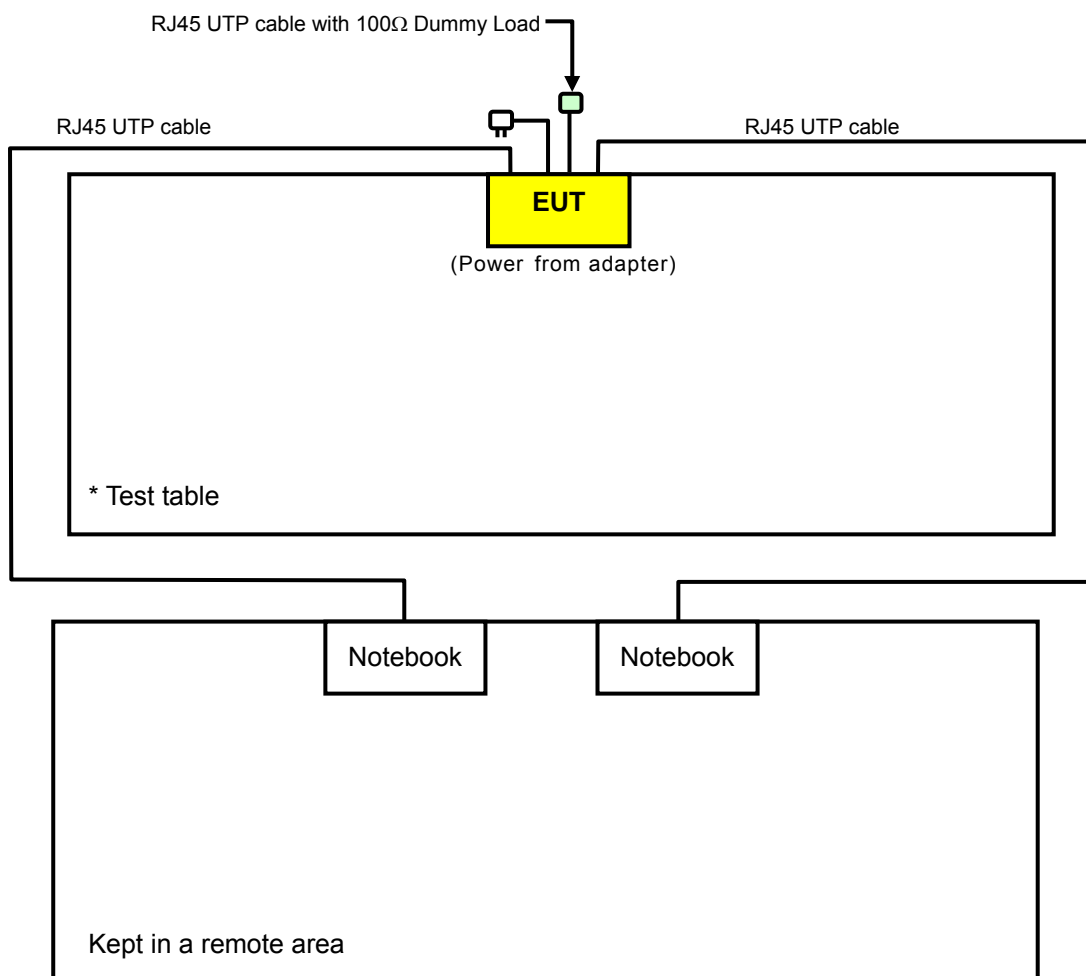 RJ45 UTP cable with 100Ω Dummy Load
RJ45 UTP cable
RJ45 UTP cable
EUT
(Power from adapter)
* Test table
Notebook
Notebook
Kept in a remote area